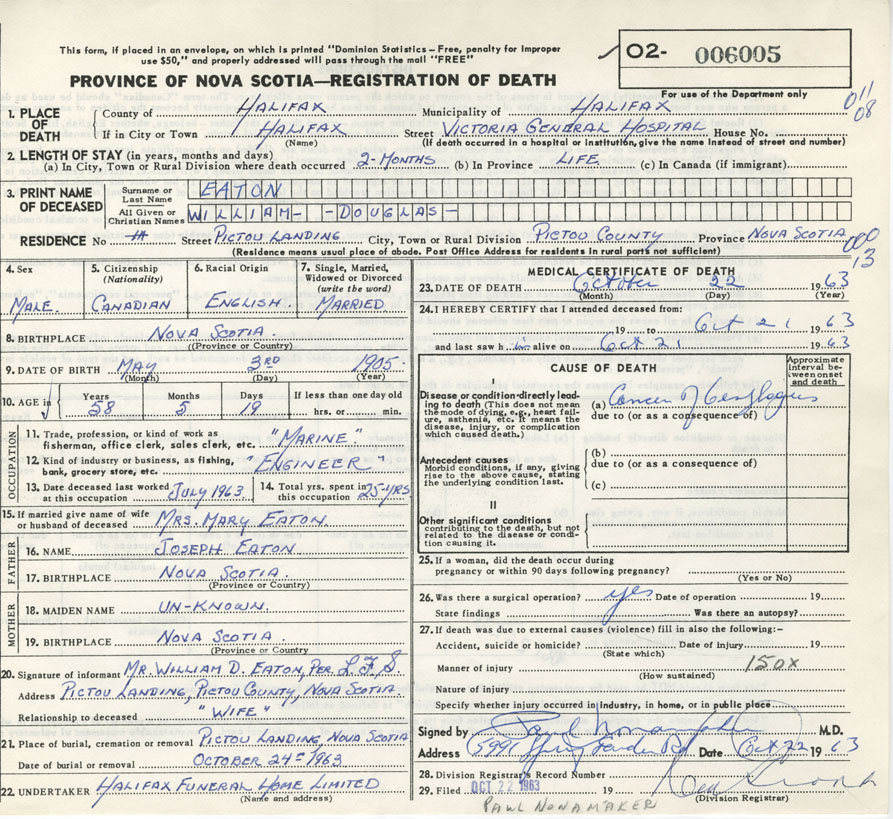 This form, if placed in an envelope, on which is printed "Dominion Statistics – Free, penalty for improper
use $50," and properly addressed will pass through the mail "FREE"
O2- 006005
For use of the Department only
PROVINCE OF NOVA SCOTIA—REGISTRATION OF DEATH
011
08
1. PLACE OF DEATH { County of HALIFAX Municipality of HALIFAX
If in City or Town HALIFAX Street VICTORIA GENERAL HOSPITAL House No.
(Name) (If death occurred in a hospital or institution, give the name instead of street and number)
2. LENGTH OF STAY (in years, months and days)
(a) In City, Town or Rural Division where death occurred 2-MONTHS (b) In Province LIFE. (c) In Canada (if immigrant)
3. PRINT NAME OF DECEASED
Surname or Last Name EATON
All Given or Christian Names WILLIAM- -DOUGLAS-
RESIDENCE No Street PICTOU LANDING City, Town or Rural Division PICTOU COUNTY Province NOVA SCOTIA
(Residence means usual place of abode. Post Office Address for residents in rural parts not sufficient)
000
13
4. Sex
MALE.
5. Citizenship
(Nationality)
CANADIAN
6. Racial Origin
ENGLISH.
7. Single, Married,
Widowed or Divorced
(write the word)
MARRIED
8. BIRTHPLACE NOVA SCOTIA.
(Province or Country)
9. DATE OF BIRTH MAY 3RD 1905.
(Month) (Day) (Year)
10. AGE in { Years Months Days If less than one day old
58 5 19 hrs. or min.
OCCUPATION
11. Trade, profession, or kind of work as
fisherman, office clerk, sales clerk, etc. "MARINE"
12. Kind of industry or business, as fishing,
bank, grocery store, etc. "ENGINEER"
13. Date deceased last worked
at this occupation JULY 1963
14. Total yrs. spent in
this occupation 25-YRS
15. If married give name of wife
or husband of deceased MRS. MARY EATON.
FATHER
16. NAME JOSEPH EATON
17. BIRTHPLACE NOVA SCOTIA.
(Province or Country)
MOTHER
18. MAIDEN NAME UN-KNOWN.
19. BIRTHPLACE NOVA SCOTIA.
(Province or Country)
20. Signature of informant MR. WILLIAM D. EATON, PER. L.F.S
Address PICTOU LANDING, PICTOU COUNTY, NOVA SCOTIA
Relationship to deceased "WIFE"
21. Place of burial, cremation or removal PICTOU LANDING NOVA SCOTIA
Date of burial or removal OCTOBER 24TH 1963
22. UNDERTAKER HALIFAX FUNERAL HOME LIMITED
(Name and address)
MEDICAL CERTIFICATE OF DEATH
23. DATE OF DEATH October 22 1963
(Month) (Day) (Year)
24. I HEREBY CERTIFY that I attended deceased from:
19 to Oct 21 1963
and last saw h im alive on Oct 21 1963
CAUSE OF DEATH
Approximate
interval be-
tween onset
and death
I
Disease or condition directly lead-
ing to death (This does not mean
the mode of dying, e.g., heart fail-
ure, asthenia, etc. It means the
disease, injury, or complication
which caused death.)
(a) Cancer of Oesophagus
due to (or as a consequence of)
Antecedent causes
Morbid conditions, if any, giving
rise to the above cause, stating
the underlying condition last.
(b)
due to (or as a consequence of)
(c)
II
Other significant conditions
contributing to the death, but not
related to the disease or condi-
tion causing it.
25. If a woman, did the death occur during
pregnancy or within 90 days following pregnancy?
(Yes or No)
26. Was there a surgical operation? yes Date of operation 19
State findings Was there an autopsy?
27. If death was due to external causes (violence) fill in also the following:–
Accident, suicide or homicide? Date of injury 19
(State which)
Manner of injury 150X
(How sustained)
Nature of injury
Specify whether injury occurred in industry, in home, or in public place
Signed by Paul Nonamaker M.D.
Address 5991 Spring Garden Rd Date Oct 22 1963
28. Division Registrar's Record Number
29. Filed OCT 22 1963 19
(Division Registrar)
PAUL NONAMAKER